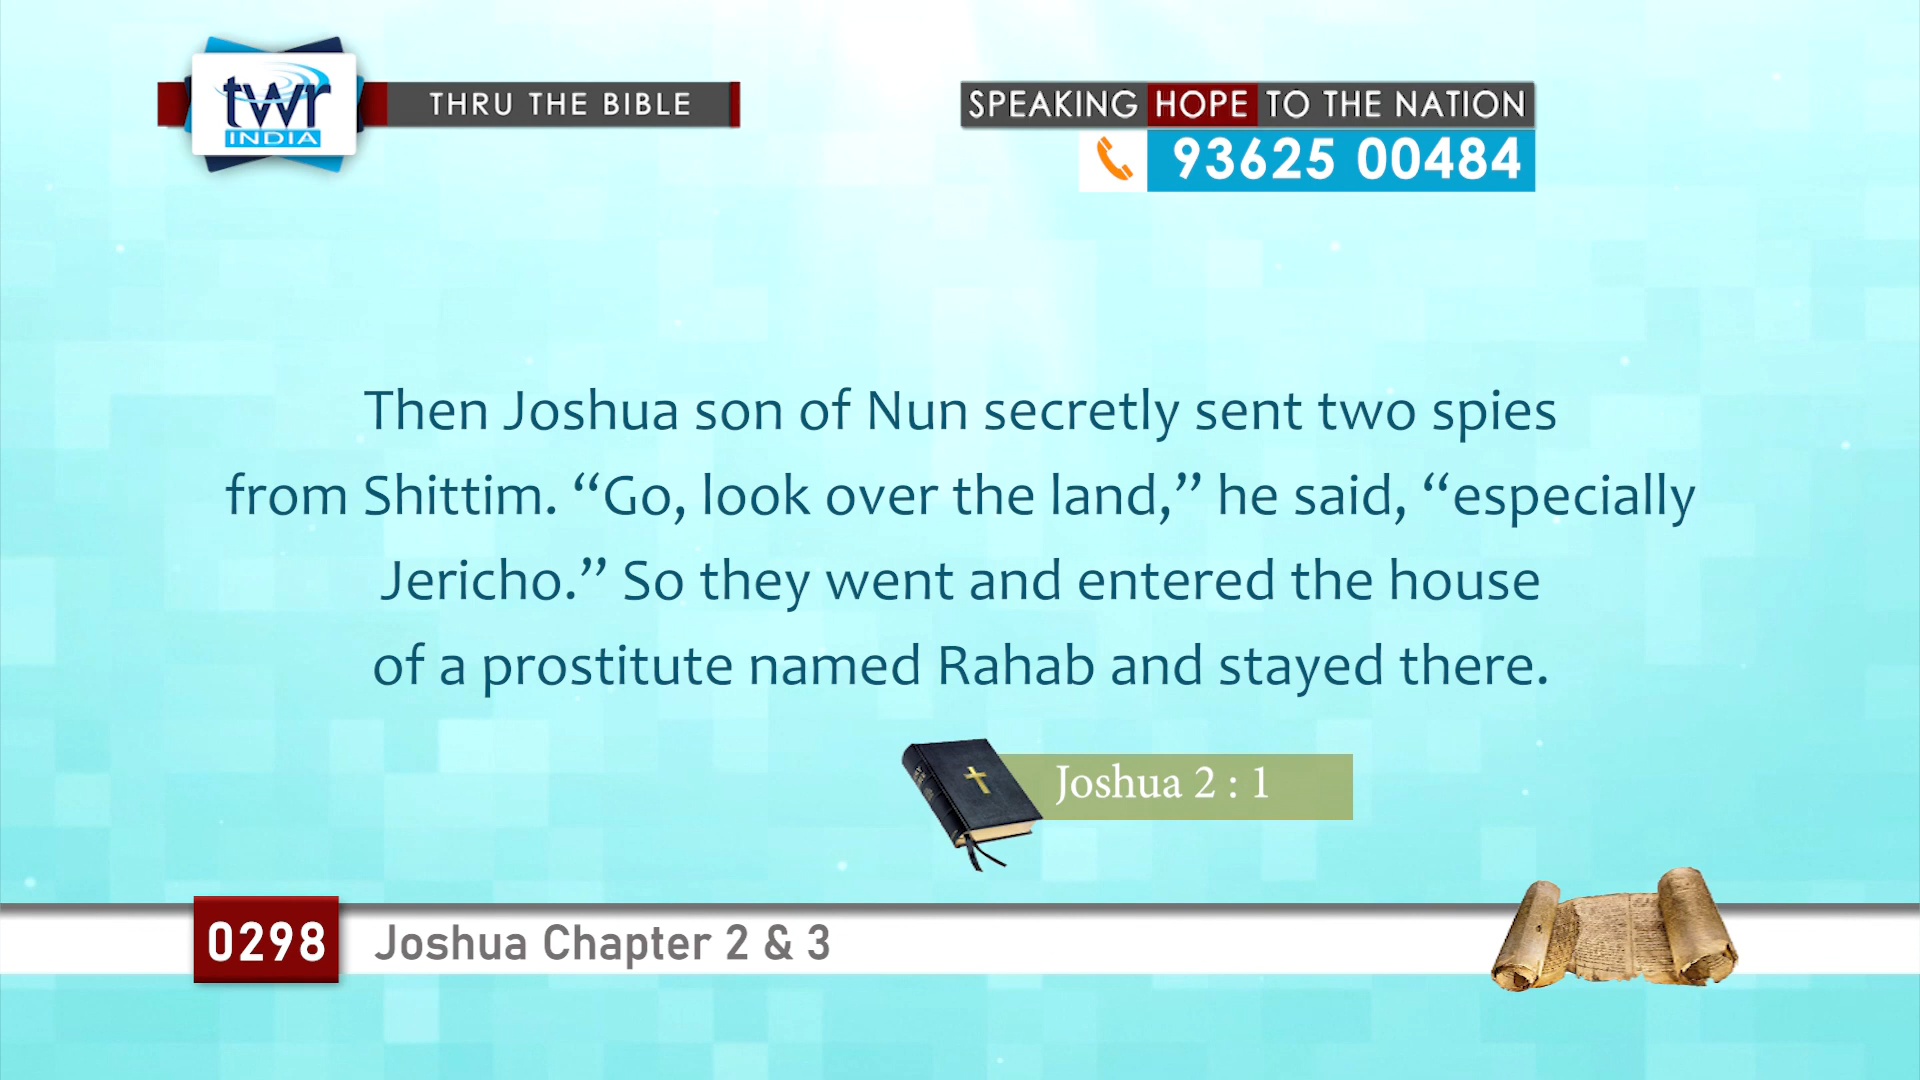 twr
INDIA
THRU THE BIBLE
SPEAKING HOPE TO THE NATION
93625 00484
Then Joshua son of Nun secretly sent two spies
from Shittim. “Go, look over the land,” he said, “especially
Jericho.” So they went and entered the house
of a prostitute named Rahab and stayed there.
Joshua 2 : 1
0298
Joshua Chapter 2 & 3